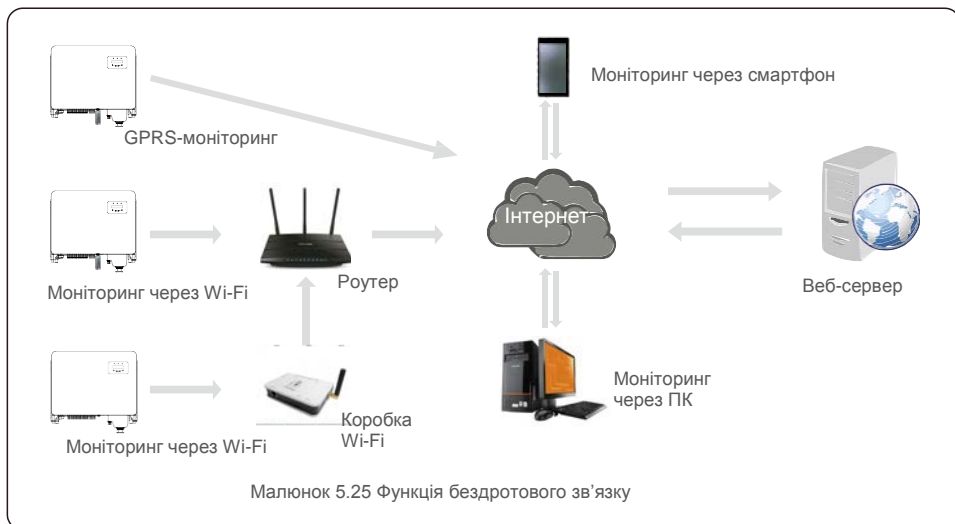 Моніторинг через смартфон
GPRS-моніторинг
Інтернет
Роутер
Моніторинг через Wi-Fi
Веб-сервер
Моніторинг
через ПК
Коробка
Wi-Fi
Моніторинг через Wi-Fi
Малюнок 5.25 Функція бездротового зв’язку